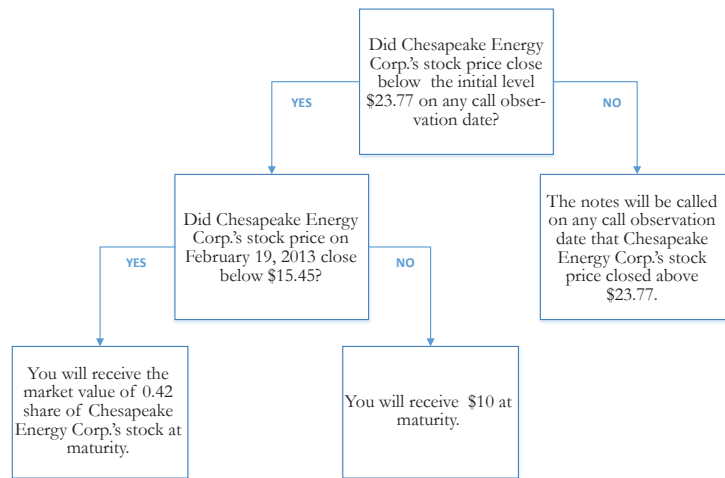 Did Chesapeake Energy
Corp.'s stock price close
below the initial level
$23.77 on any call obser-
vation date?
YES
NO
Did Chesapeake Energy
Corp.'s stock price on
February 19, 2013 close
below $15.45?
The notes will be called
on any call observation
date that Chesapeake
Energy Corp.'s stock
price closed above
$23.77.
YES
NO
You will receive the
market value of 0.42
share of Chesapeake
Energy Corp.'s stock at
maturity.
You will receive $10 at
maturity.